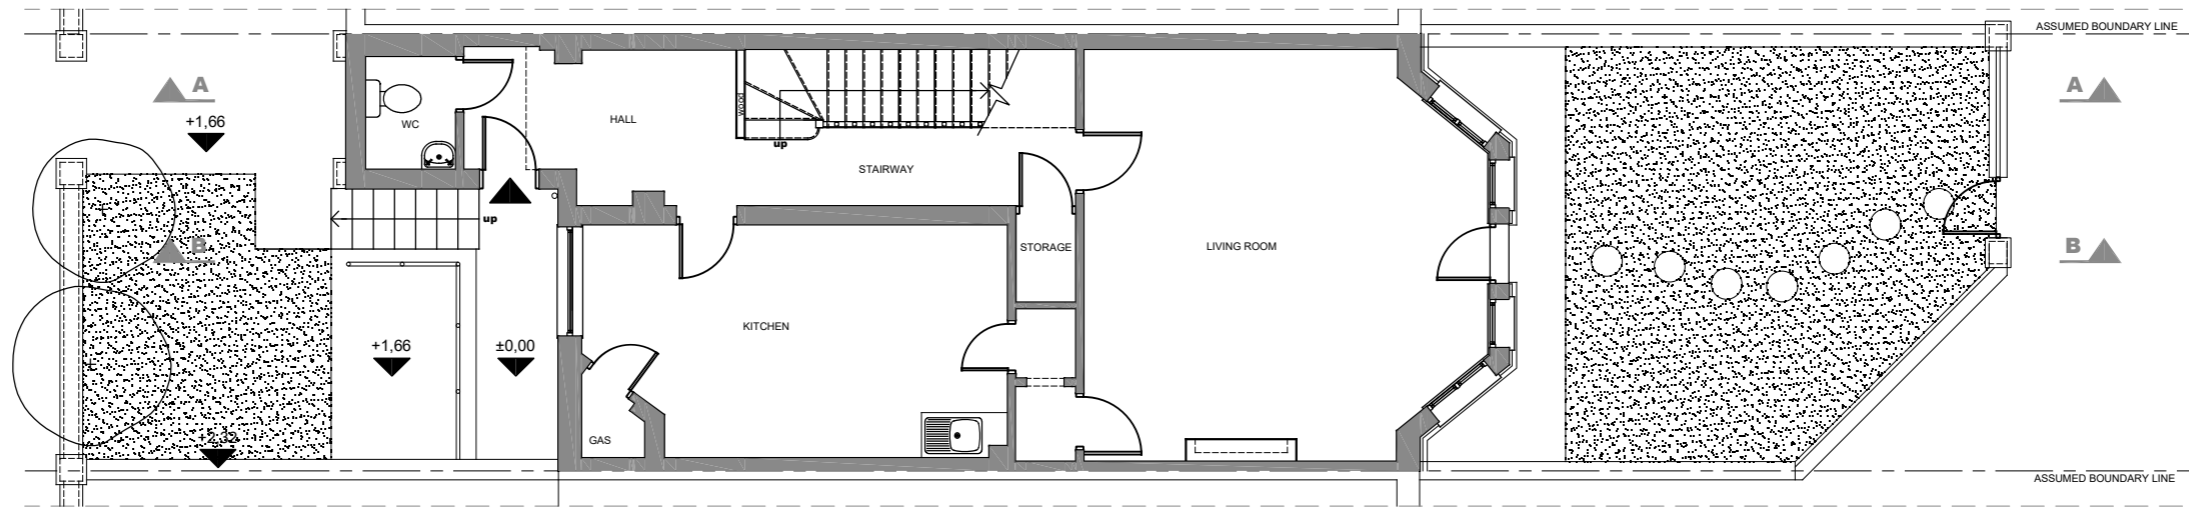 ASSUMED BOUNDARY LINE
A
A
+1,66
WC
HALL
wood
up
STAIRWAY
up
B
STORAGE
LIVING ROOM
B
KITCHEN
+1,66
±0,00
+2,32
GAS
ASSUMED BOUNDARY LINE